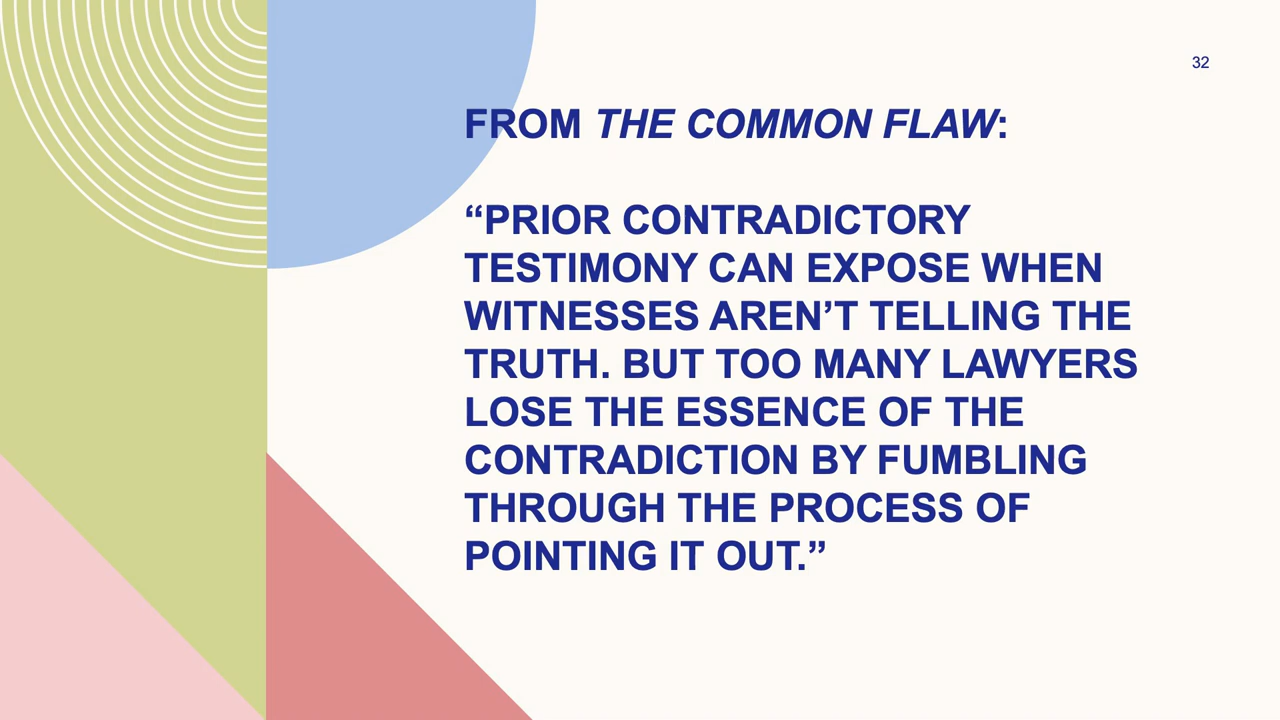 32
FROM THE COMMON FLAW:
“PRIOR CONTRADICTORY
TESTIMONY CAN EXPOSE WHEN
WITNESSES AREN’T TELLING THE
TRUTH. BUT TOO MANY LAWYERS
LOSE THE ESSENCE OF THE
CONTRADICTION BY FUMBLING
THROUGH THE PROCESS OF
POINTING IT OUT.”